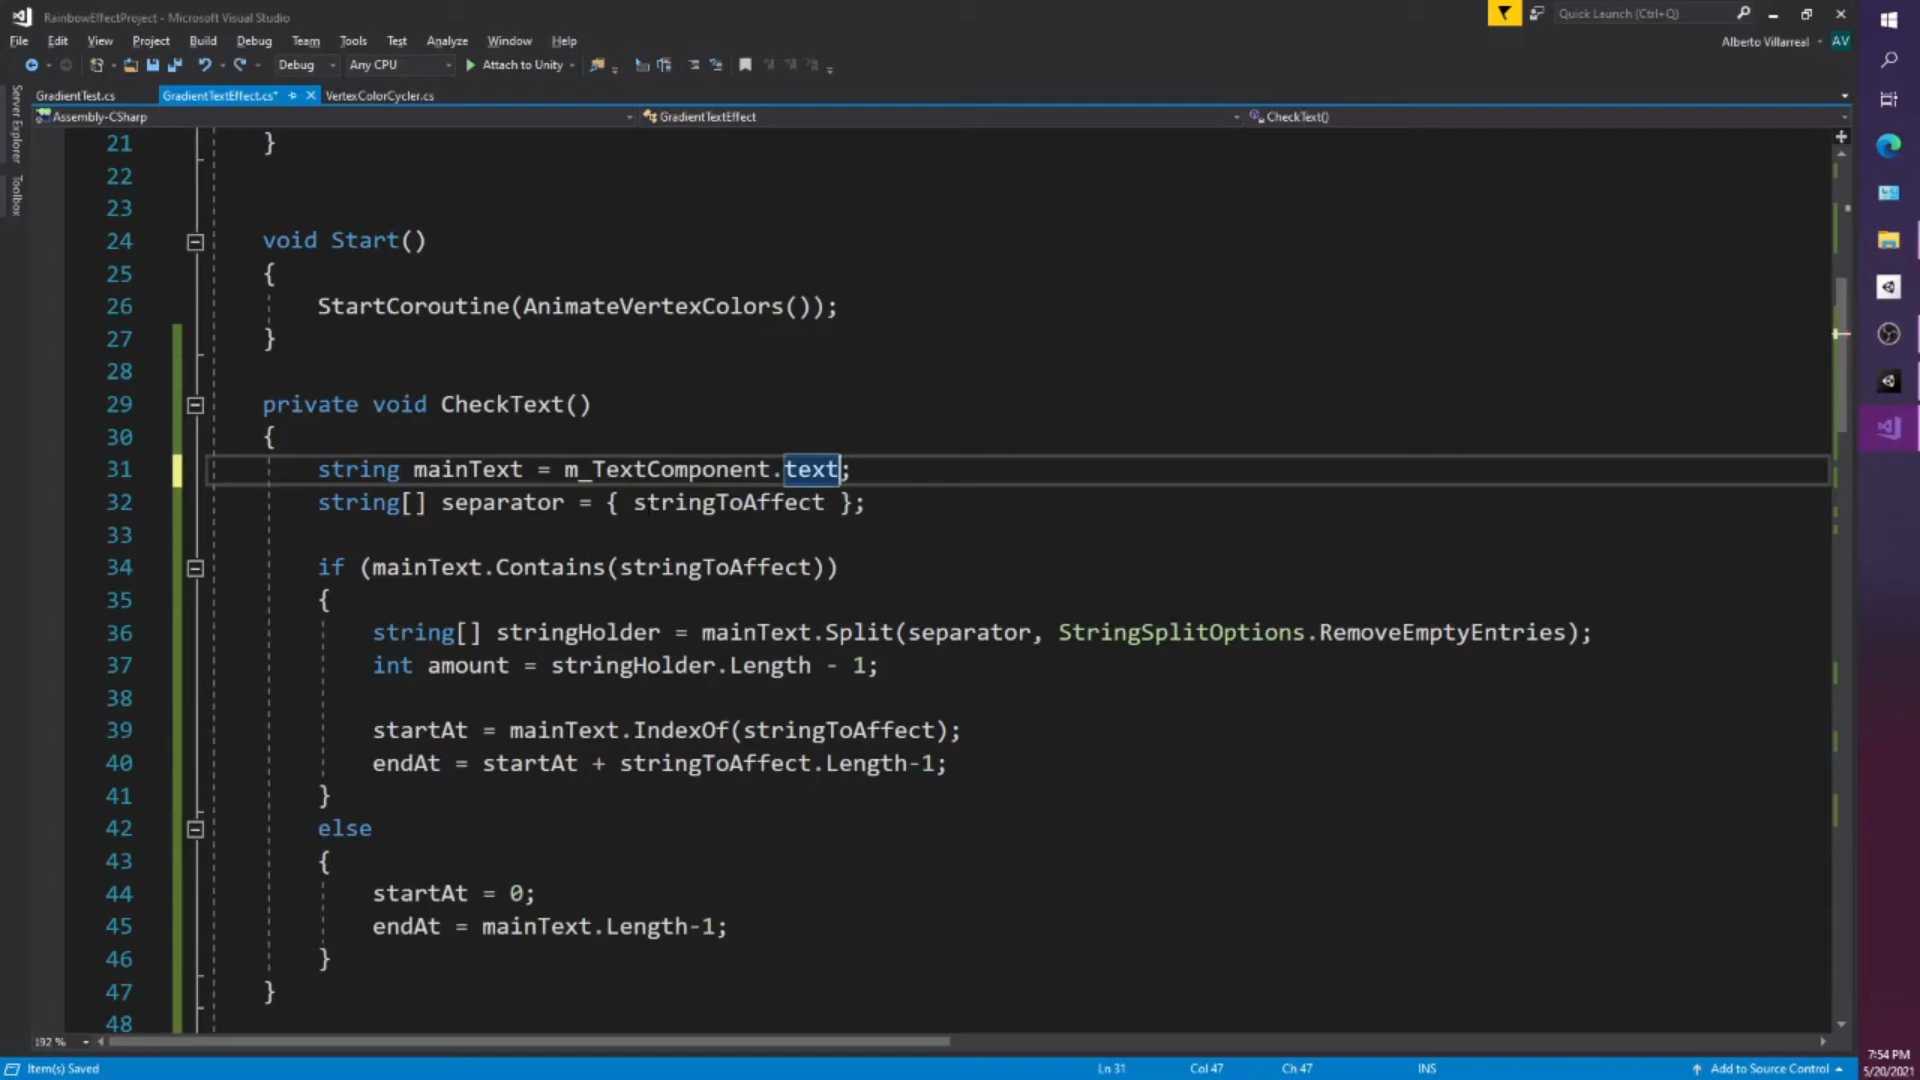 RainbowEffectProject - Microsoft Visual Studio
Quick Launch (Ctrl+Q)
File Edit View Project Build Debug Team Tools Test Analyze Window Help
Alberto Villarreal AV
Debug Any CPU Attach to Unity
GradientTest.cs GradientTextEffect.cs* VertexColorCycler.cs
Assembly-CSharp GradientTextEffect CheckText()
Server Explorer
Toolbox
21 }
22
23
24 void Start()
25 {
26 StartCoroutine(AnimateVertexColors());
27 }
28
29 private void CheckText()
30 {
31 string mainText = m_TextComponent.text;
32 string[] separator = { stringToAffect };
33
34 if (mainText.Contains(stringToAffect))
35 {
36 string[] stringHolder = mainText.Split(separator, StringSplitOptions.RemoveEmptyEntries);
37 int amount = stringHolder.Length - 1;
38
39 startAt = mainText.IndexOf(stringToAffect);
40 endAt = startAt + stringToAffect.Length-1;
41 }
42 else
43 {
44 startAt = 0;
45 endAt = mainText.Length-1;
46 }
47 }
48
192 %
Item(s) Saved Ln 31 Col 47 Ch 47 INS Add to Source Control
7:54 PM
5/20/2021